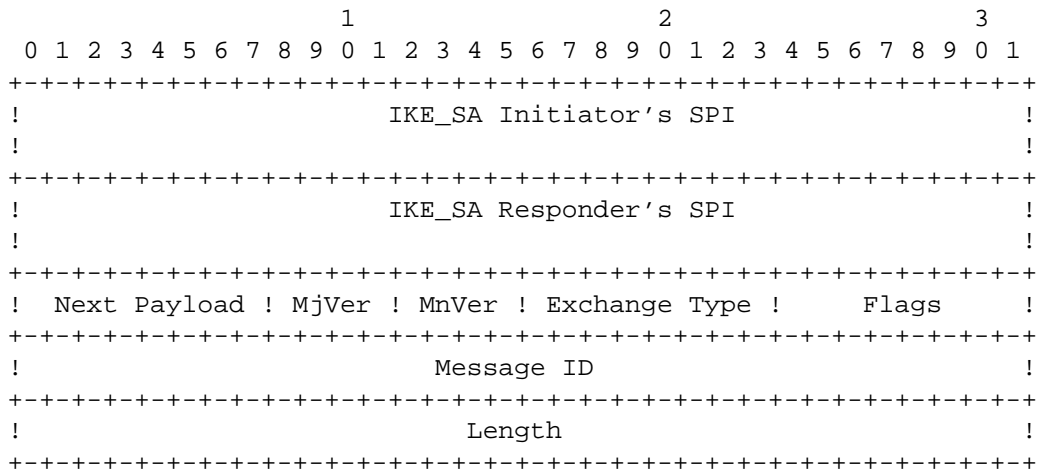 1                   2                   3
 0 1 2 3 4 5 6 7 8 9 0 1 2 3 4 5 6 7 8 9 0 1 2 3 4 5 6 7 8 9 0 1
+-+-+-+-+-+-+-+-+-+-+-+-+-+-+-+-+-+-+-+-+-+-+-+-+-+-+-+-+-+-+-+-+
!                       IKE_SA Initiator’s SPI                  !
!                                                               !
+-+-+-+-+-+-+-+-+-+-+-+-+-+-+-+-+-+-+-+-+-+-+-+-+-+-+-+-+-+-+-+-+
!                       IKE_SA Responder’s SPI                  !
!                                                               !
+-+-+-+-+-+-+-+-+-+-+-+-+-+-+-+-+-+-+-+-+-+-+-+-+-+-+-+-+-+-+-+-+
!  Next Payload ! MjVer ! MnVer ! Exchange Type !     Flags     !
+-+-+-+-+-+-+-+-+-+-+-+-+-+-+-+-+-+-+-+-+-+-+-+-+-+-+-+-+-+-+-+-+
!                          Message ID                           !
+-+-+-+-+-+-+-+-+-+-+-+-+-+-+-+-+-+-+-+-+-+-+-+-+-+-+-+-+-+-+-+-+
!                            Length                             !
+-+-+-+-+-+-+-+-+-+-+-+-+-+-+-+-+-+-+-+-+-+-+-+-+-+-+-+-+-+-+-+-+